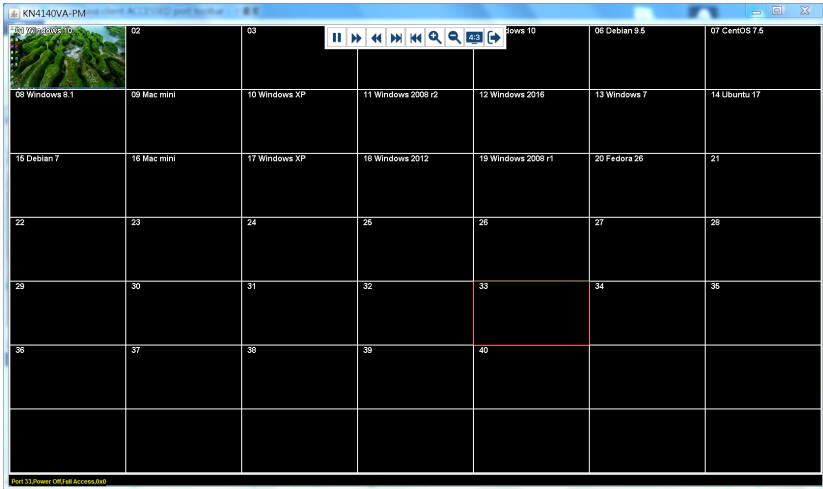 KN4140VA-PM
01 Windows 10
02
03
dows 10
06 Debian 9.5
07 CentOS 7.5
4:3
08 Windows 8.1
09 Mac mini
10 Windows XP
11 Windows 2008 r2
12 Windows 2016
13 Windows 7
14 Ubuntu 17
15 Debian 7
16 Mac mini
17 Windows XP
18 Windows 2012
19 Windows 2008 r1
20 Fedora 26
21
22
23
24
25
26
27
28
29
30
31
32
33
34
35
36
37
38
39
40
Port 33,Power Off,Full Access,0x0